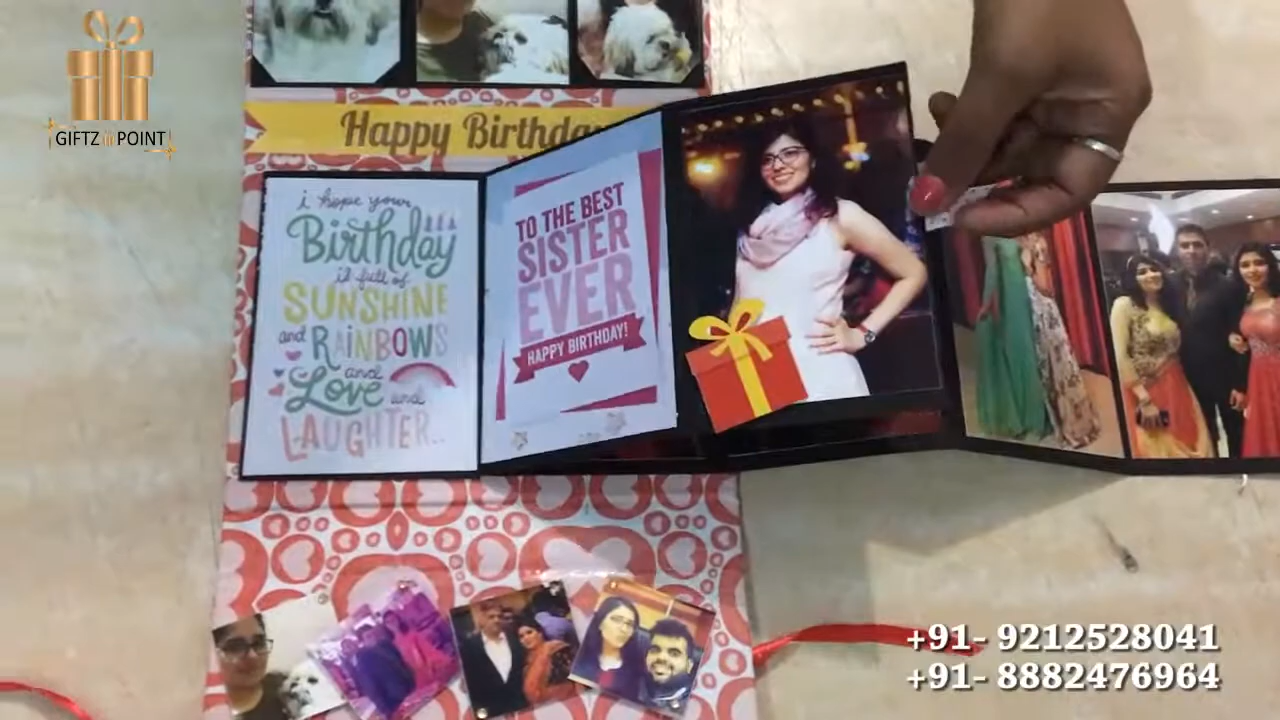 GIFTZ in POINT
Happy Birthday
i hope your
Birthday
is full of
SUNSHINE
and RAINBOWS
and
Love and
LAUGHTER..
TO THE BEST
SISTER
EVER
HAPPY BIRTHDAY!
+91- 9212528041
+91- 8882476964